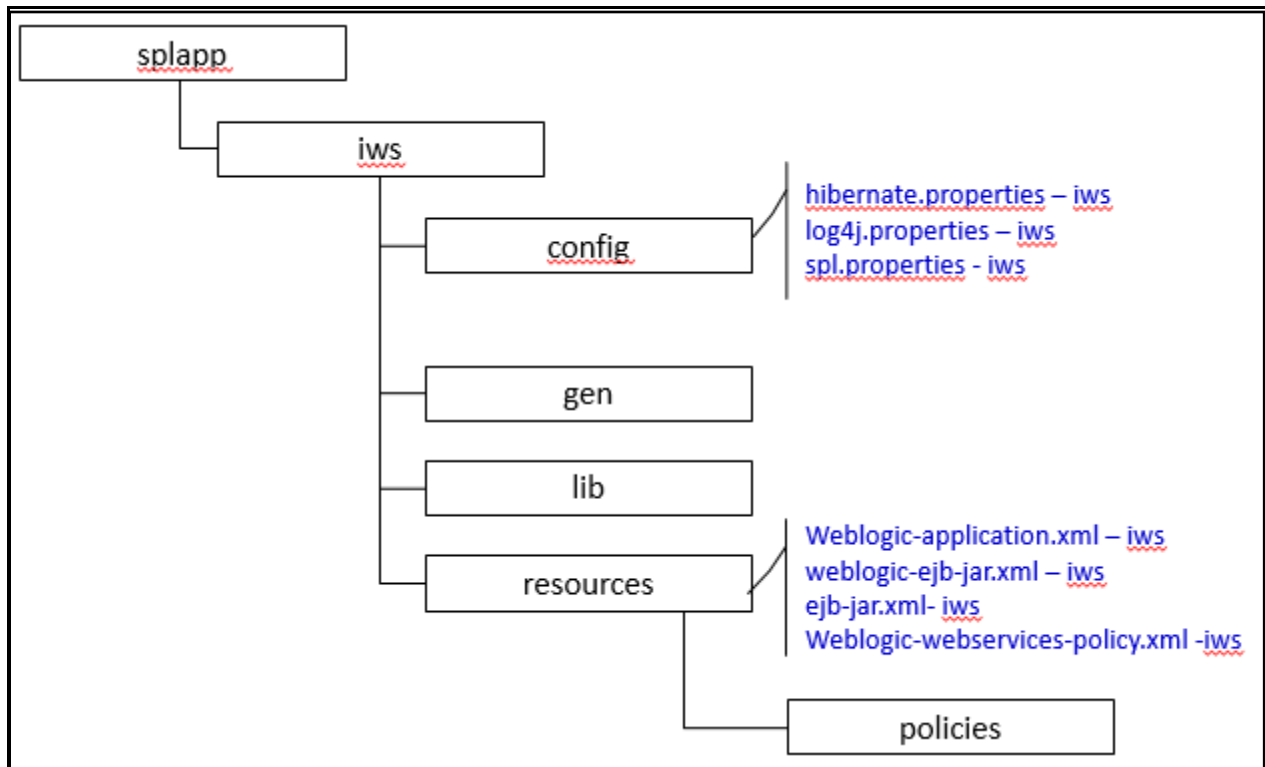 splapp
iws
config
hibernate.properties – iws
log4j.properties – iws
spl.properties - iws
gen
lib
resources
Weblogic-application.xml – iws
weblogic-ejb-jar.xml – iws
ejb-jar.xml- iws
Weblogic-webservices-policy.xml -iws
policies